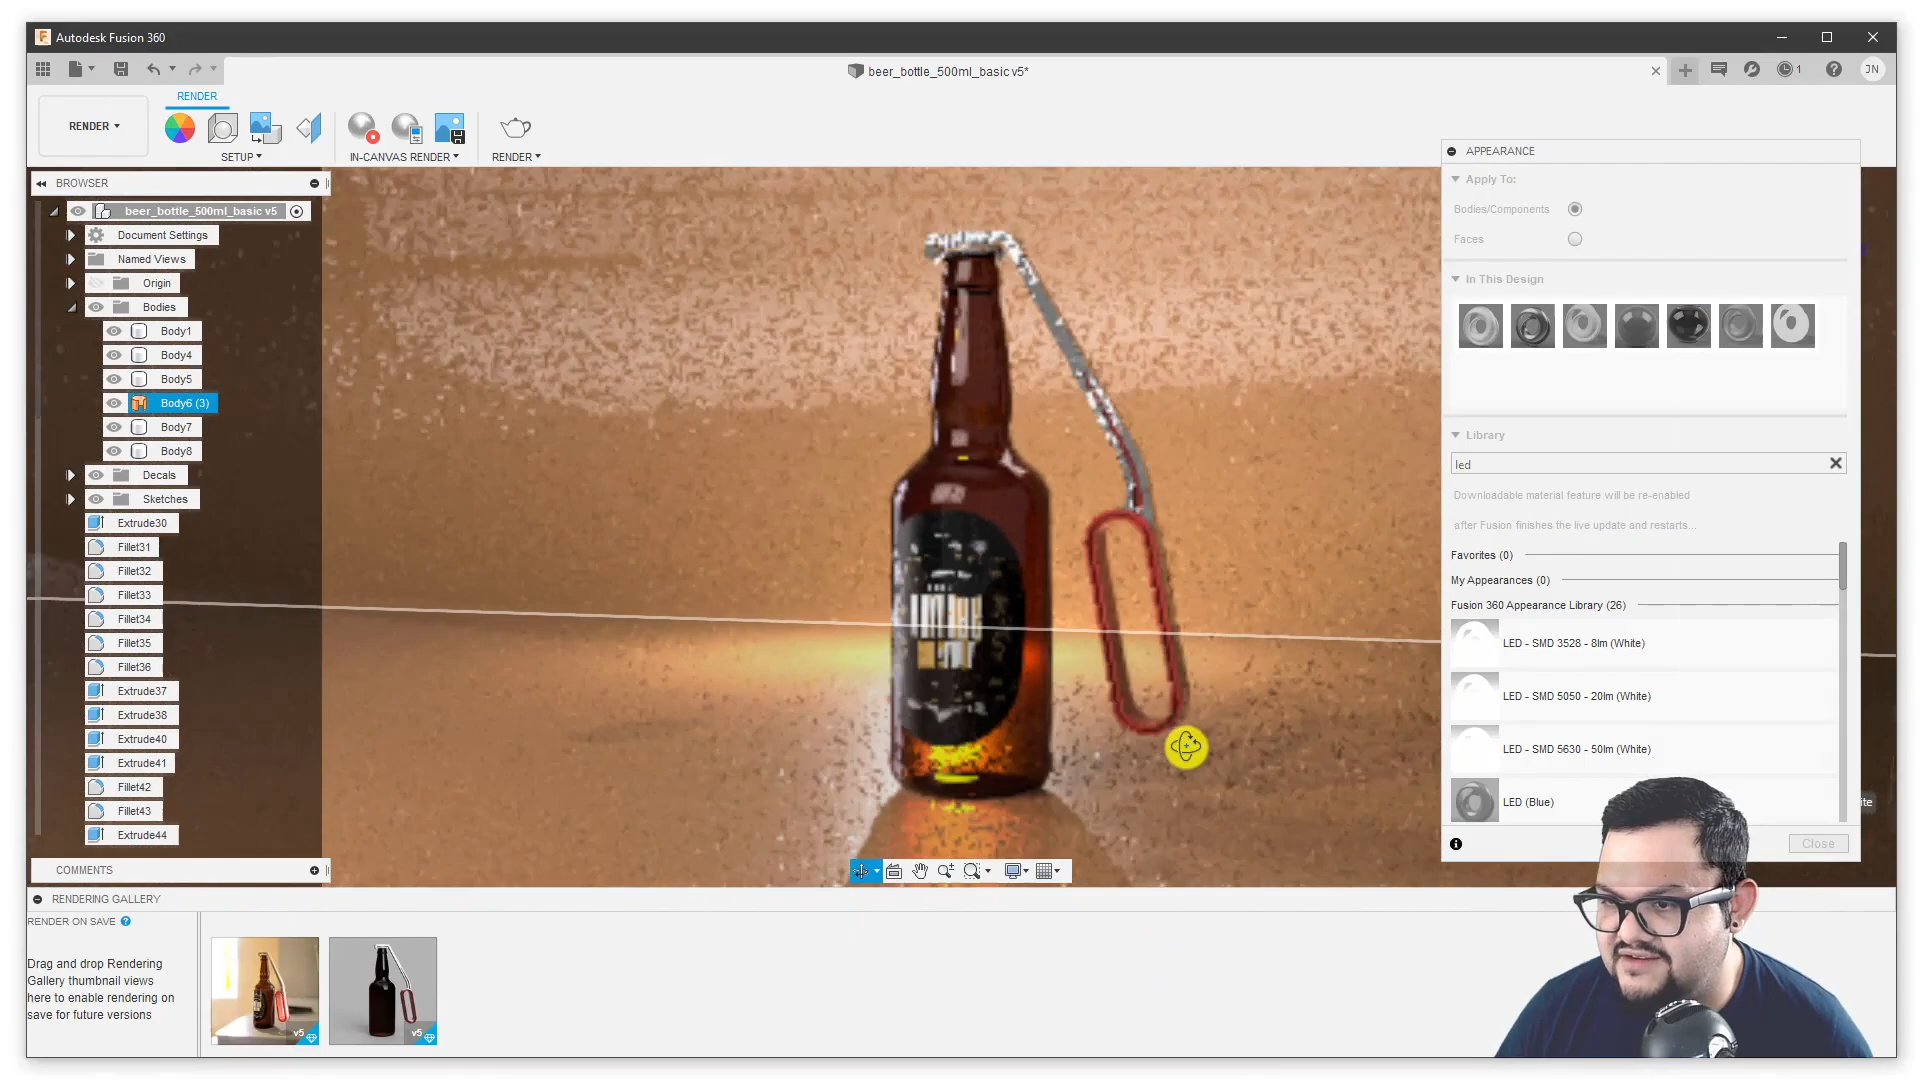 Autodesk Fusion 360
beer_bottle_500ml_basic v5*
1
JN
RENDER
RENDER
SETUP
IN-CANVAS RENDER
RENDER
BROWSER
beer_bottle_500ml_basic v5
Document Settings
Named Views
Origin
Bodies
Body1
Body4
Body5
Body6 (3)
Body7
Body8
Decals
Sketches
Extrude30
Fillet31
Fillet32
Fillet33
Fillet34
Fillet35
Fillet36
Extrude37
Extrude38
Extrude40
Extrude41
Fillet42
Fillet43
Extrude44
COMMENTS
APPEARANCE
Apply To:
Bodies/Components
Faces
In This Design
Library
led
Downloadable material feature will be re-enabled
after Fusion finishes the live update and restarts...
Favorites (0)
My Appearances (0)
Fusion 360 Appearance Library (26)
LED - SMD 3528 - 8lm (White)
LED - SMD 5050 - 20lm (White)
LED - SMD 5630 - 50lm (White)
LED (Blue)
ite
Close
RENDERING GALLERY
RENDER ON SAVE
Drag and drop Rendering
Gallery thumbnail views
here to enable rendering on
save for future versions
v5
v5